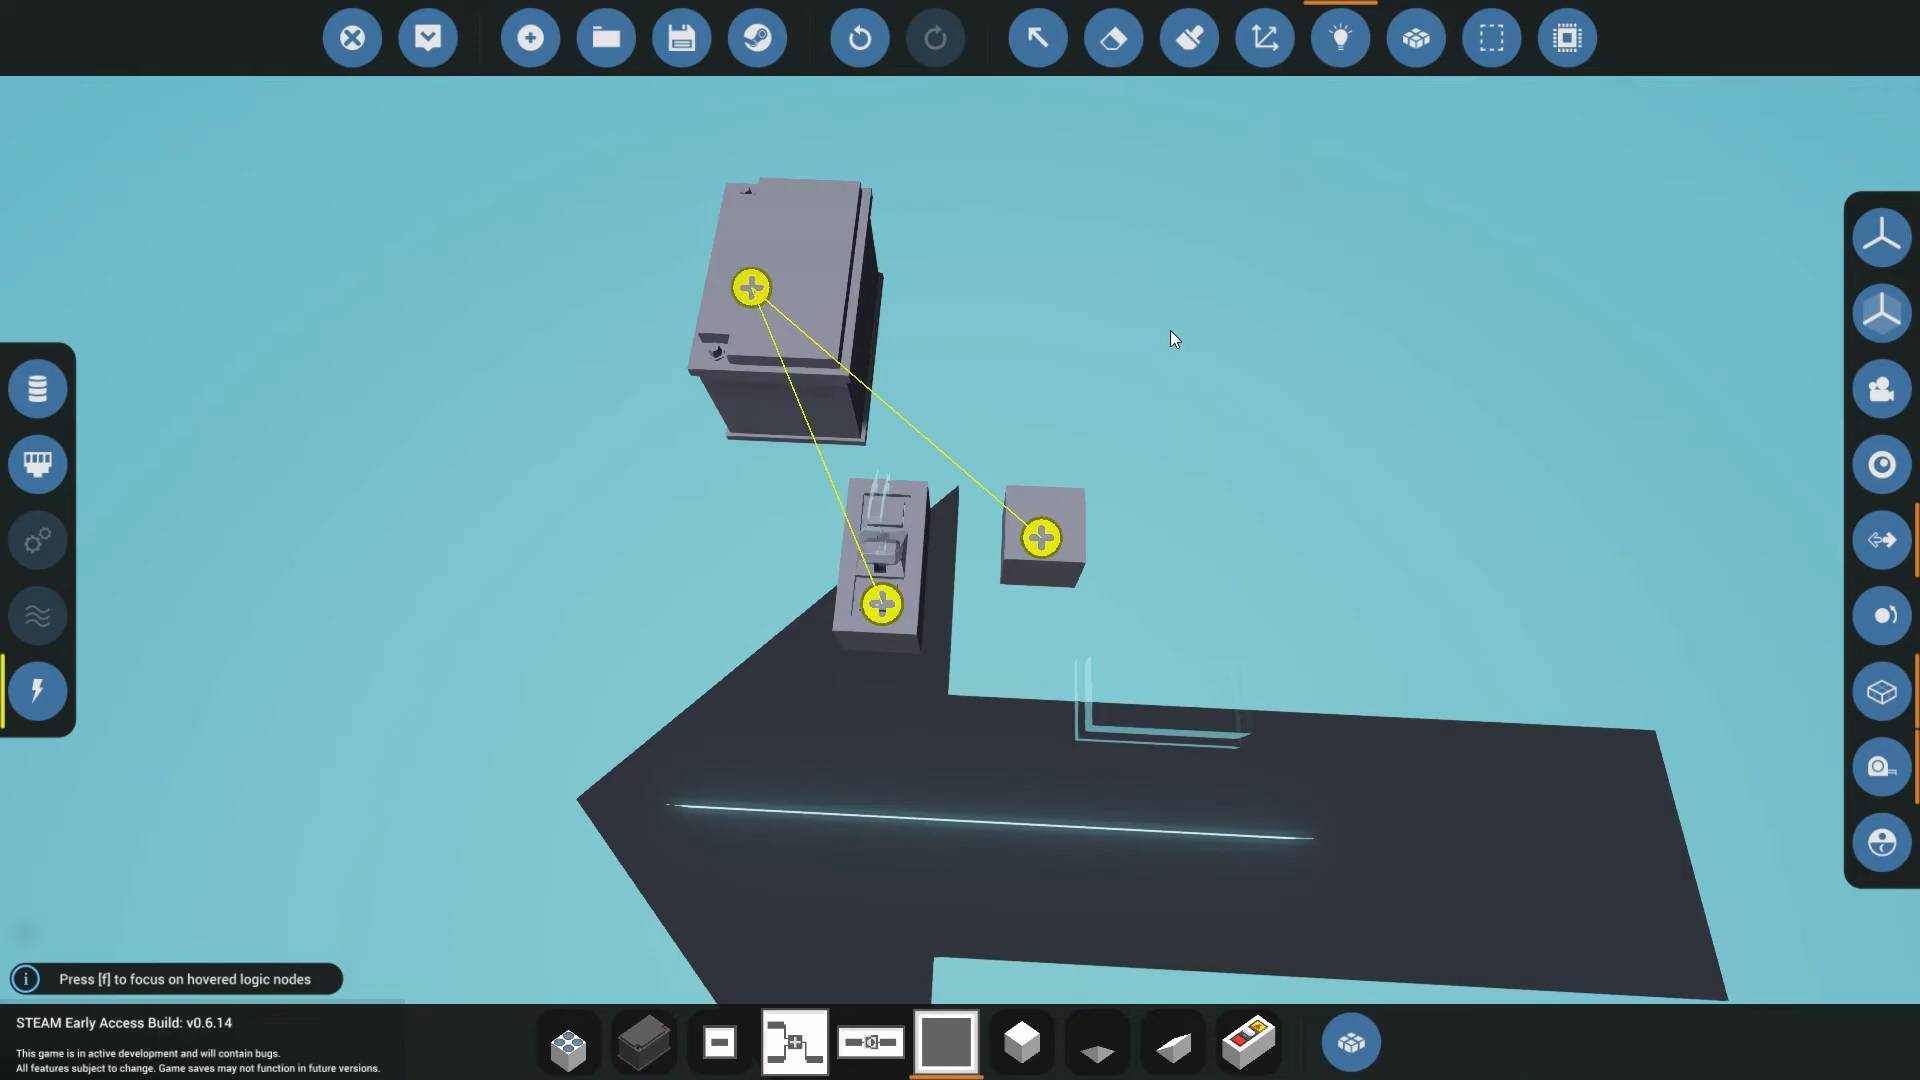 Press [f] to focus on hovered logic nodes
STEAM Early Access Build: v0.6.14
This game is in active development and will contain bugs.
All features subject to change. Game saves may not function in future versions.